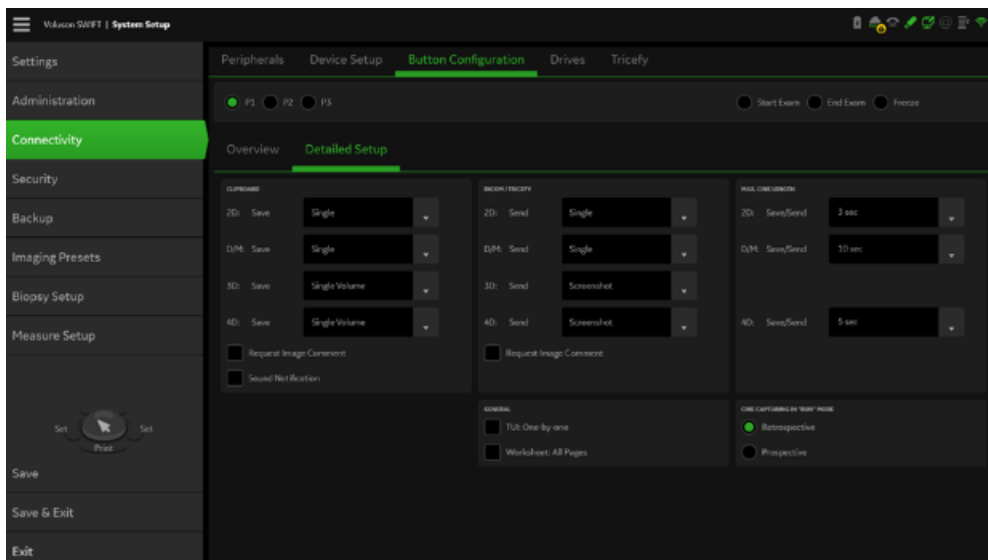 Voluson SWIFT | System Setup
Settings
Administration
Connectivity
Security
Backup
Imaging Presets
Biopsy Setup
Measure Setup
Set
Set
Print
Save
Save & Exit
Exit
Peripherals Device Setup Button Configuration Drives Tricefy
P1 P2 P3 Start Exam End Exam Freeze
Overview Detailed Setup
CLIPBOARD
2D: Save Single
D/M: Save Single
3D: Save Single Volume
4D: Save Single Volume
Request Image Comment
Sound Notification
DICOM / TRICEFY
2D: Send Single
D/M: Send Single
3D: Send Screenshot
4D: Send Screenshot
Request Image Comment
MAX. CINE LENGTH
2D: Save/Send 3 sec
D/M: Save/Send 10 sec
4D: Save/Send 5 sec
GENERAL
TUI: One-by-one
Worksheet: All Pages
CINE CAPTURING IN "RUN" MODE
Retrospective
Prospective